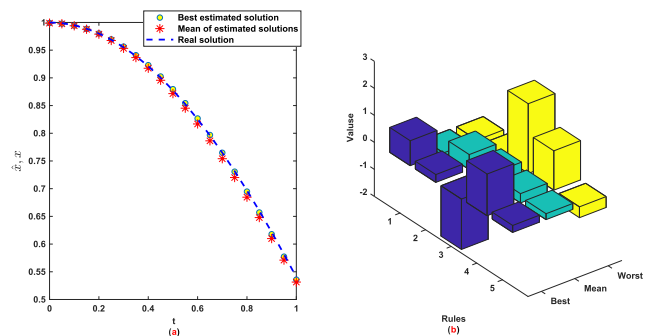 Best estimated solution
Mean of estimated solutions
Real solution
1
0.95
0.9
0.85
0.8
0.75
0.7
0.65
0.6
0.55
0.5
x̂, x
0
0.2
0.4
0.6
0.8
1
t
(a)
3
2
1
0
-1
-2
Valuse
1
2
3
4
5
Rules
Best
Mean
Worst
(b)